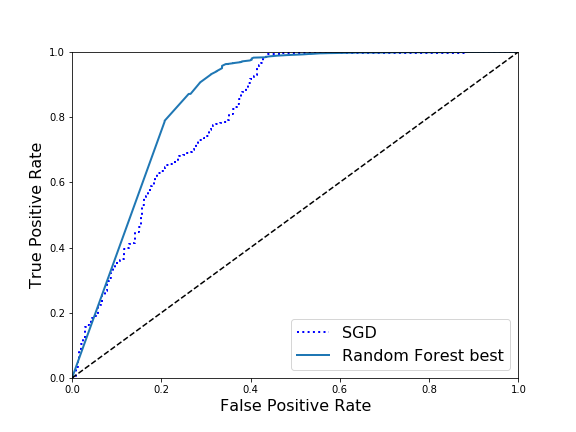 True Positive Rate
1.0
0.8
0.6
0.4
0.2
0.0
SGD
Random Forest best
0.0 0.2 0.4 0.6 0.8 1.0
False Positive Rate